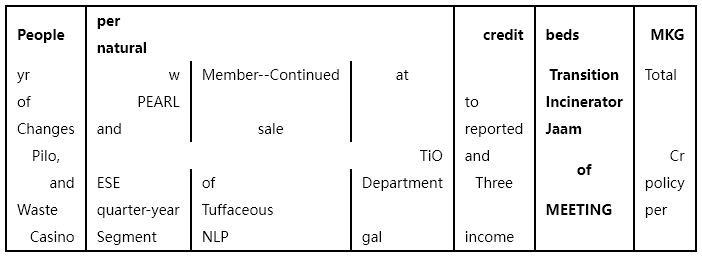 People per credit beds MKG
natural
yr w Member--Continued at Transition Total
of PEARL to Incinerator
Changes and sale reported Jaam
Pilo, TiO and of Cr
and ESE of Department Three policy
Waste quarter-year Tuffaceous MEETING per
Casino Segment NLP gal income